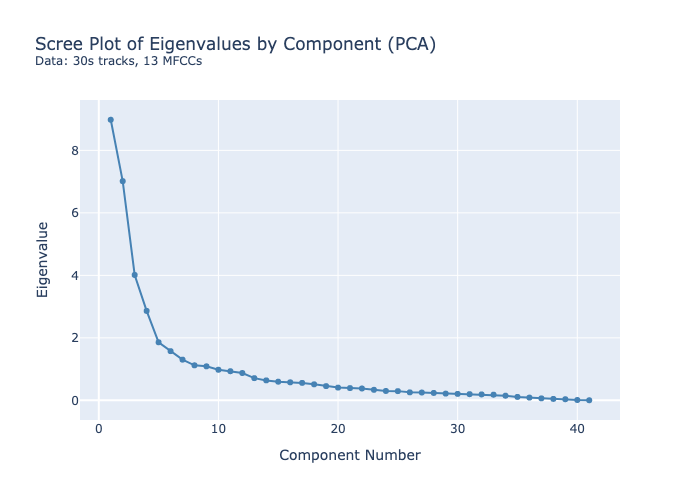 Scree Plot of Eigenvalues by Component (PCA)
Data: 30s tracks, 13 MFCCs
Eigenvalue
8
6
4
2
0
0 10 20 30 40
Component Number